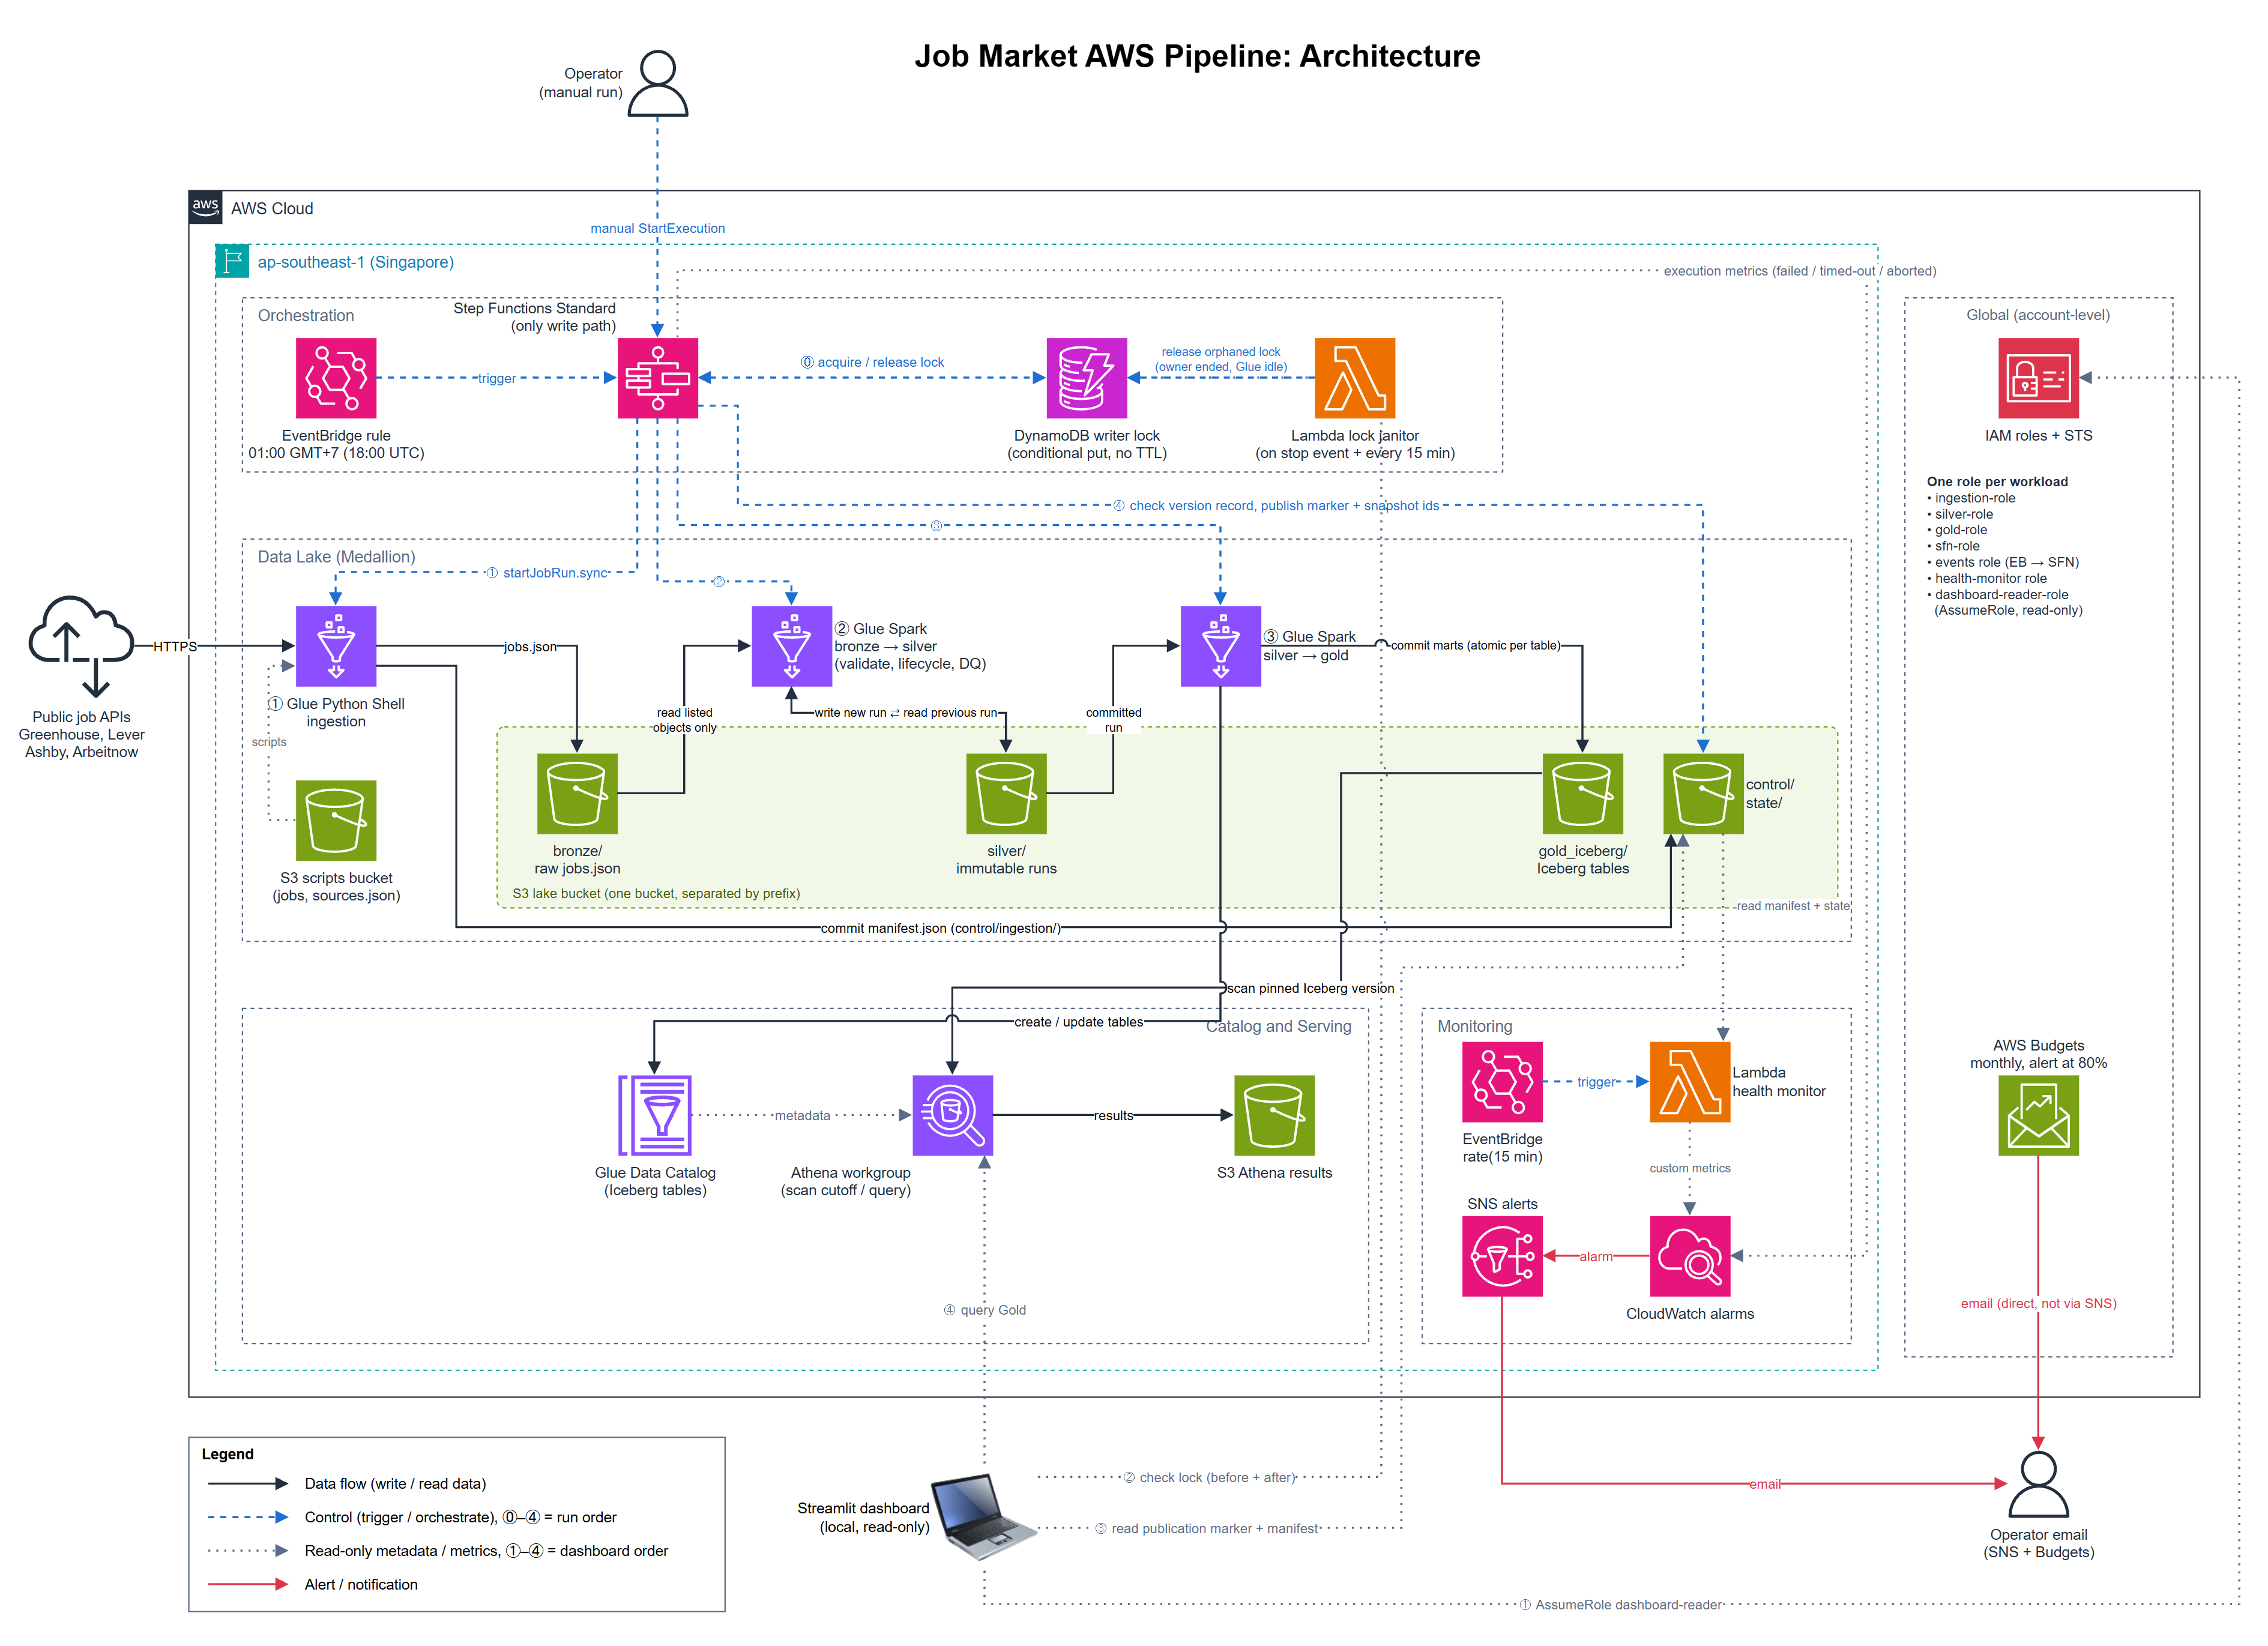 Job Market AWS Pipeline: Architecture
Operator
(manual run)
aws
AWS Cloud
manual StartExecution
ap-southeast-1 (Singapore)
execution metrics (failed / timed-out / aborted)
Orchestration
Step Functions Standard
(only write path)
trigger
⓪ acquire / release lock
release orphaned lock
(owner ended, Glue idle)
EventBridge rule
01:00 GMT+7 (18:00 UTC)
DynamoDB writer lock
(conditional put, no TTL)
Lambda lock janitor
(on stop event + every 15 min)
Global (account-level)
IAM roles + STS
One role per workload
• ingestion-role
• silver-role
• gold-role
• sfn-role
• events role (EB → SFN)
• health-monitor role
• dashboard-reader-role
(AssumeRole, read-only)
④ check version record, publish marker + snapshot ids
③
Data Lake (Medallion)
① startJobRun.sync
②
HTTPS
Public job APIs
Greenhouse, Lever
Ashby, Arbeitnow
① Glue Python Shell
ingestion
scripts
jobs.json
② Glue Spark
bronze → silver
(validate, lifecycle, DQ)
read listed
objects only
write new run ⇄ read previous run
committed
run
③ Glue Spark
silver → gold
commit marts (atomic per table)
S3 scripts bucket
(jobs, sources.json)
bronze/
raw jobs.json
silver/
immutable runs
gold_iceberg/
Iceberg tables
control/
state/
S3 lake bucket (one bucket, separated by prefix)
read manifest + state
commit manifest.json (control/ingestion/)
scan pinned Iceberg version
create / update tables
Catalog and Serving
metadata
results
Glue Data Catalog
(Iceberg tables)
Athena workgroup
(scan cutoff / query)
S3 Athena results
④ query Gold
Monitoring
trigger
Lambda
health monitor
EventBridge
rate(15 min)
custom metrics
SNS alerts
alarm
CloudWatch alarms
AWS Budgets
monthly, alert at 80%
email (direct, not via SNS)
email
Operator email
(SNS + Budgets)
Legend
Data flow (write / read data)
Control (trigger / orchestrate), ⓪–④ = run order
Read-only metadata / metrics, ①–④ = dashboard order
Alert / notification
Streamlit dashboard
(local, read-only)
② check lock (before + after)
③ read publication marker + manifest
① AssumeRole dashboard-reader